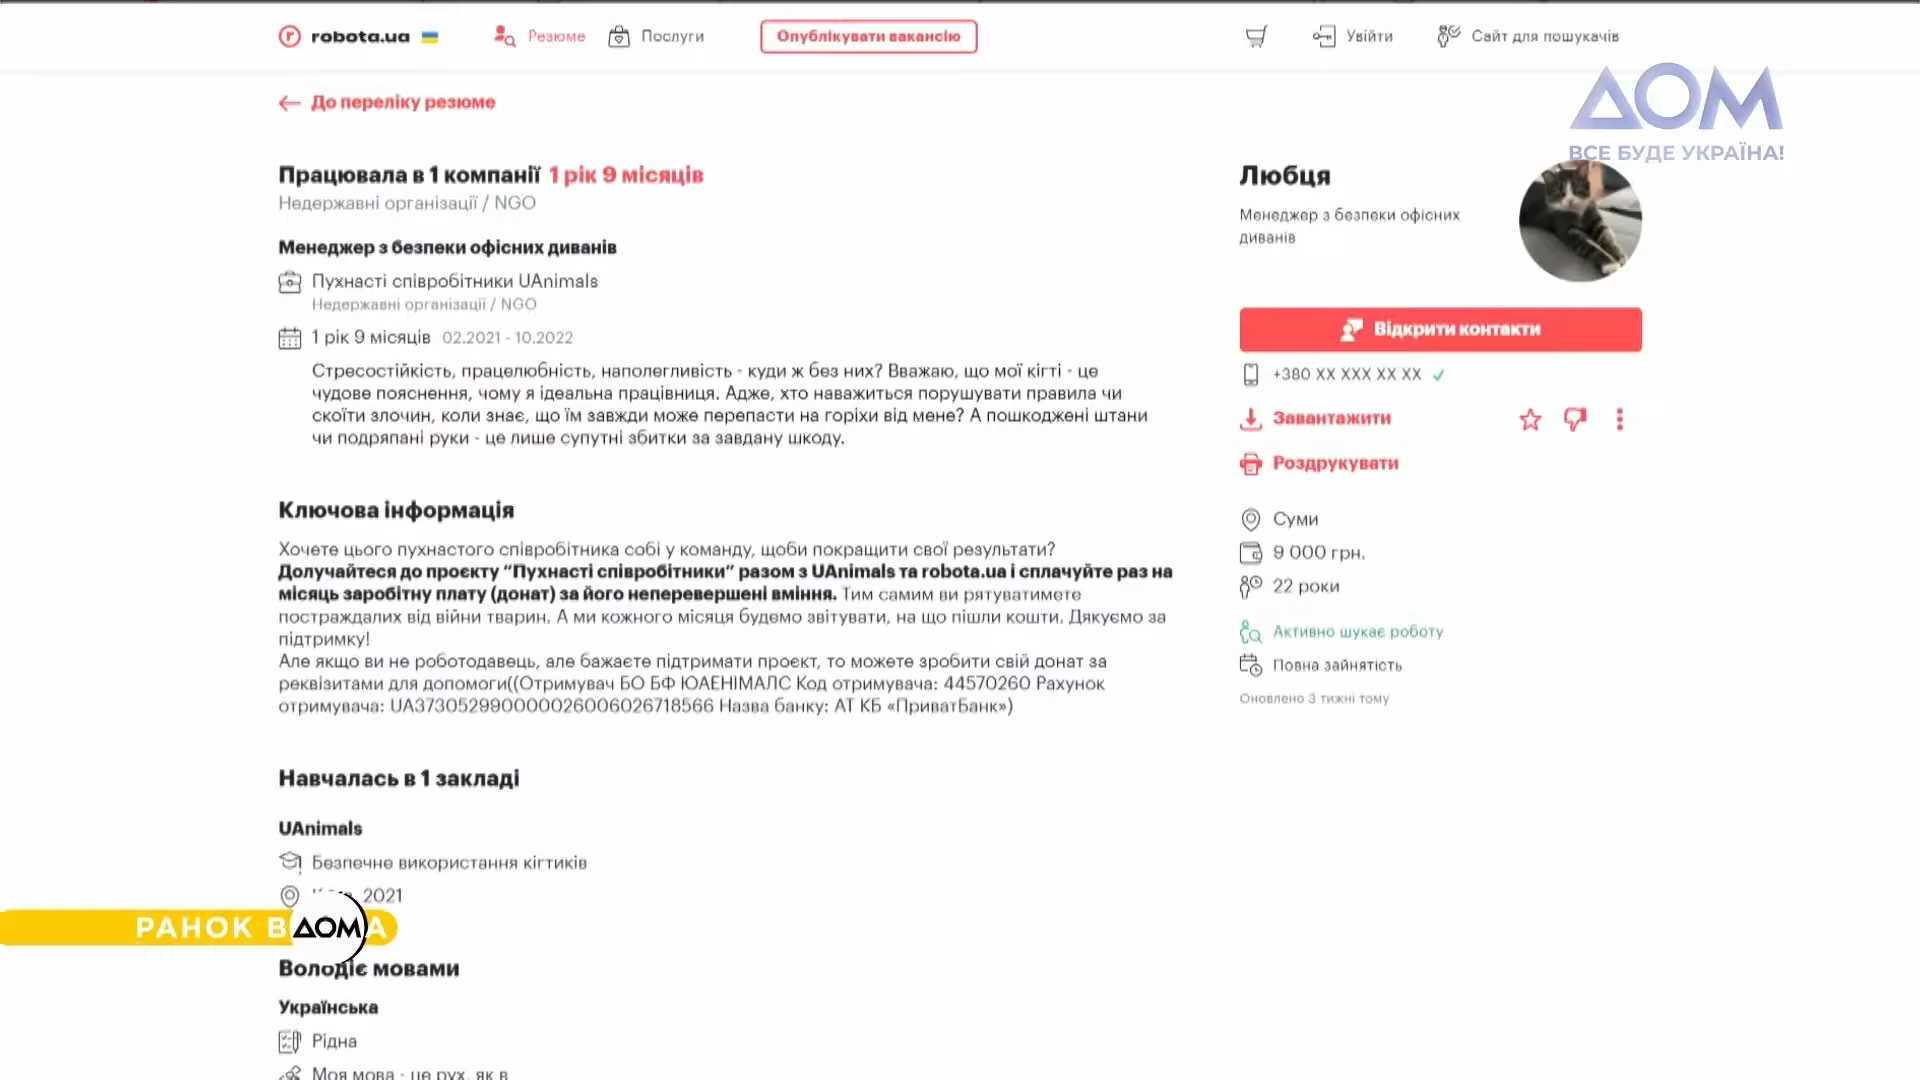 robota.ua
Резюме
Послуги
Опублікувати вакансію
Увійти
Сайт для пошукачів
ДОМ
ВСЕ БУДЕ УКРАЇНА!
До переліку резюме
Працювала в 1 компанії 1 рік 9 місяців
Недержавні організації / NGO
Менеджер з безпеки офісних диванів
Пухнасті співробітники UAnimals
Недержавні організації / NGO
1 рік 9 місяців 02.2021 - 10.2022
Стресостійкість, працелюбність, наполегливість - куди ж без них? Вважаю, що мої кігті - це
чудове пояснення, чому я ідеальна працівниця. Адже, хто наважиться порушувати правила чи
скоїти злочин, коли знає, що їм завжди може перепасти на горіхи від мене? А пошкоджені штани
чи подряпані руки - це лише супутні збитки за завдану шкоду.
Ключова інформація
Хочете цього пухнастого співробітника собі у команду, щоби покращити свої результати?
Долучайтеся до проєкту “Пухнасті співробітники” разом з UAnimals та robota.ua і сплачуйте раз на
місяць заробітну плату (донат) за його неперевершені вміння. Тим самим ви рятуватимете
постраждалих від війни тварин. А ми кожного місяця будемо звітувати, на що пішли кошти. Дякуємо за
підтримку!
Але якщо ви не роботодавець, але бажаєте підтримати проєкт, то можете зробити свій донат за
реквізитами для допомоги((Отримувач БО БФ ЮАЕНІМАЛС Код отримувача: 44570260 Рахунок
отримувача: UA373052990000026006026718566 Назва банку: АТ КБ «ПриватБанк»)
Навчалась в 1 закладі
UAnimals
Безпечне використання кігтиків
2021
РАНОК В ДОМА
Володіє мовами
Українська
Рідна
Моя мова - це рух, як в
Любця
Менеджер з безпеки офісних
диванів
Відкрити контакти
+380 XX XXX XX XX
Завантажити
Роздрукувати
Суми
9 000 грн.
22 роки
Активно шукає роботу
Повна зайнятість
Оновлено 3 тижні тому